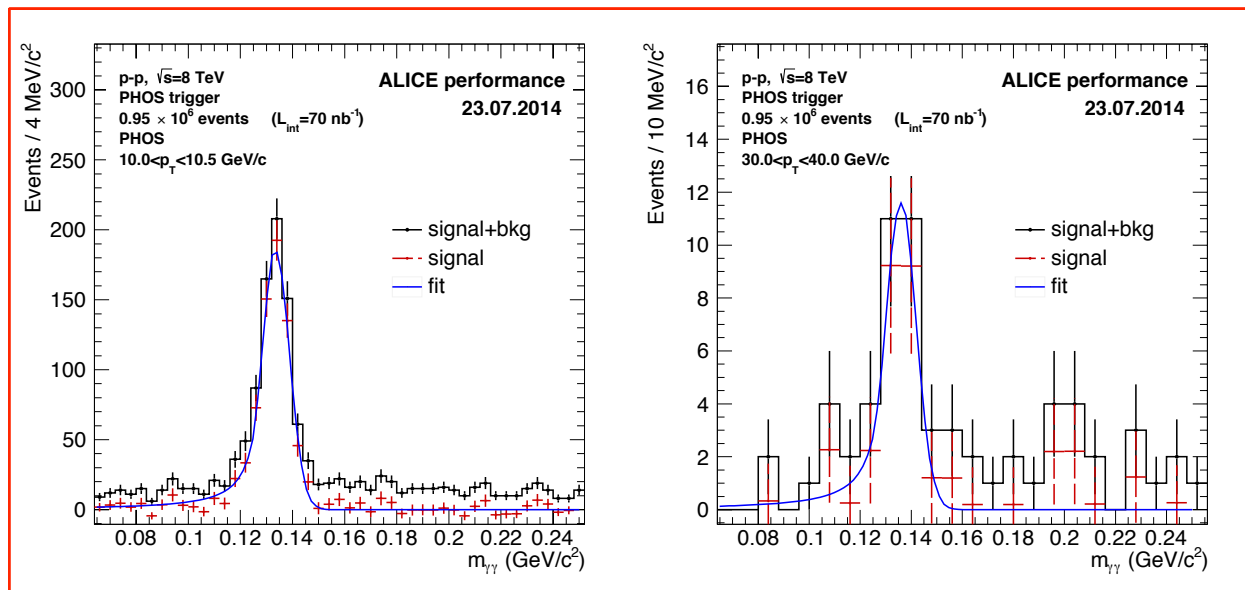 Events / 4 MeV/c²
300
250
200
150
100
50
0
p-p, √s=8 TeV
PHOS trigger
0.95 × 10⁶ events (L_int=70 nb⁻¹)
PHOS
10.0<p_T<10.5 GeV/c
ALICE performance
23.07.2014
signal+bkg
signal
fit
0.08 0.1 0.12 0.14 0.16 0.18 0.2 0.22 0.24
m_γγ (GeV/c²)
Events / 10 MeV/c²
16
14
12
10
8
6
4
2
0
p-p, √s=8 TeV
PHOS trigger
0.95 × 10⁶ events (L_int=70 nb⁻¹)
PHOS
30.0<p_T<40.0 GeV/c
ALICE performance
23.07.2014
signal+bkg
signal
fit
0.08 0.1 0.12 0.14 0.16 0.18 0.2 0.22 0.24
m_γγ (GeV/c²)